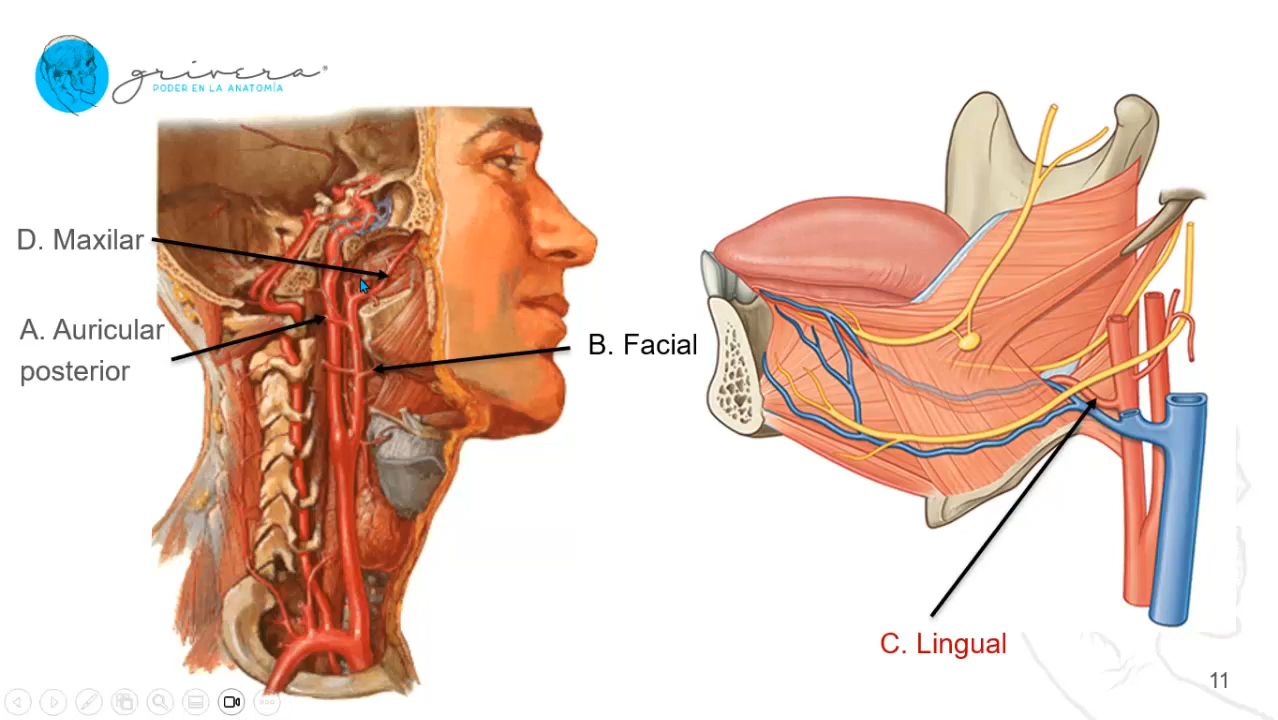 grivera®
PODER EN LA ANATOMÍA
D. Maxilar
A. Auricular
posterior
B. Facial
C. Lingual
11